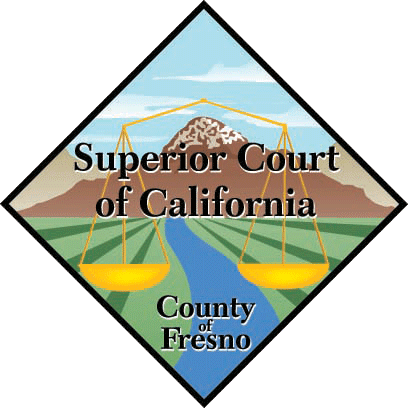 Superior Court
of California
County
of
Fresno